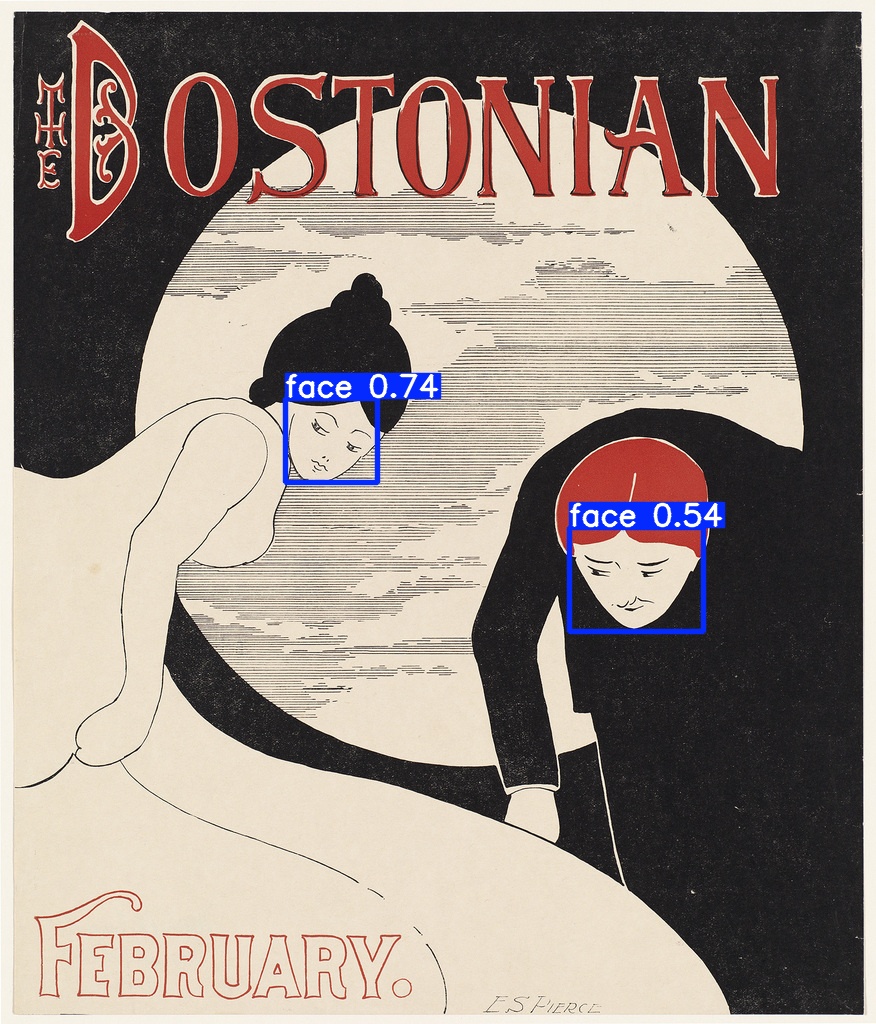 THE BOSTONIAN
face 0.74
face 0.54
FEBRUARY.
E S PIERCE